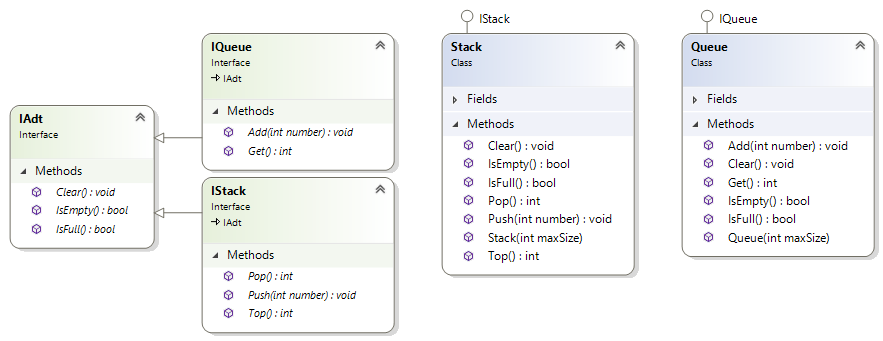 IAdt
Interface
Methods
Clear() : void
IsEmpty() : bool
IsFull() : bool
IQueue
Interface
IAdt
Methods
Add(int number) : void
Get() : int
IStack
Interface
IAdt
Methods
Pop() : int
Push(int number) : void
Top() : int
IStack
Stack
Class
Fields
Methods
Clear() : void
IsEmpty() : bool
IsFull() : bool
Pop() : int
Push(int number) : void
Stack(int maxSize)
Top() : int
IQueue
Queue
Class
Fields
Methods
Add(int number) : void
Clear() : void
Get() : int
IsEmpty() : bool
IsFull() : bool
Queue(int maxSize)